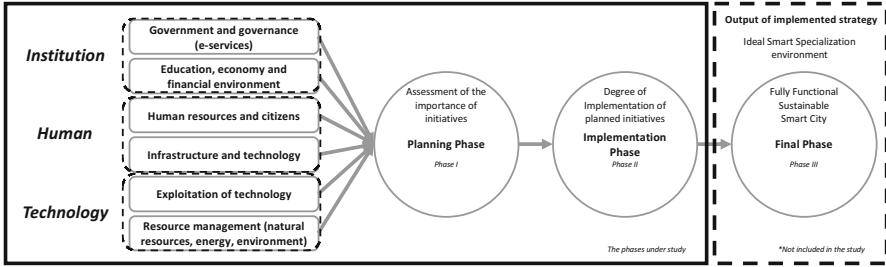 Institution
Human
Technology
Government and governance
(e-services)
Education, economy and
financial environment
Human resources and citizens
Infrastructure and technology
Exploitation of technology
Resource management (natural
resources, energy, environment)
Assessment of the
importance of
initiatives
Planning Phase
Phase I
Degree of
Implementation of
planned initiatives
Implementation
Phase
Phase II
The phases under study
Output of implemented strategy
Ideal Smart Specialization
environment
Fully Functional
Sustainable
Smart City
Final Phase
Phase III
*Not included in the study